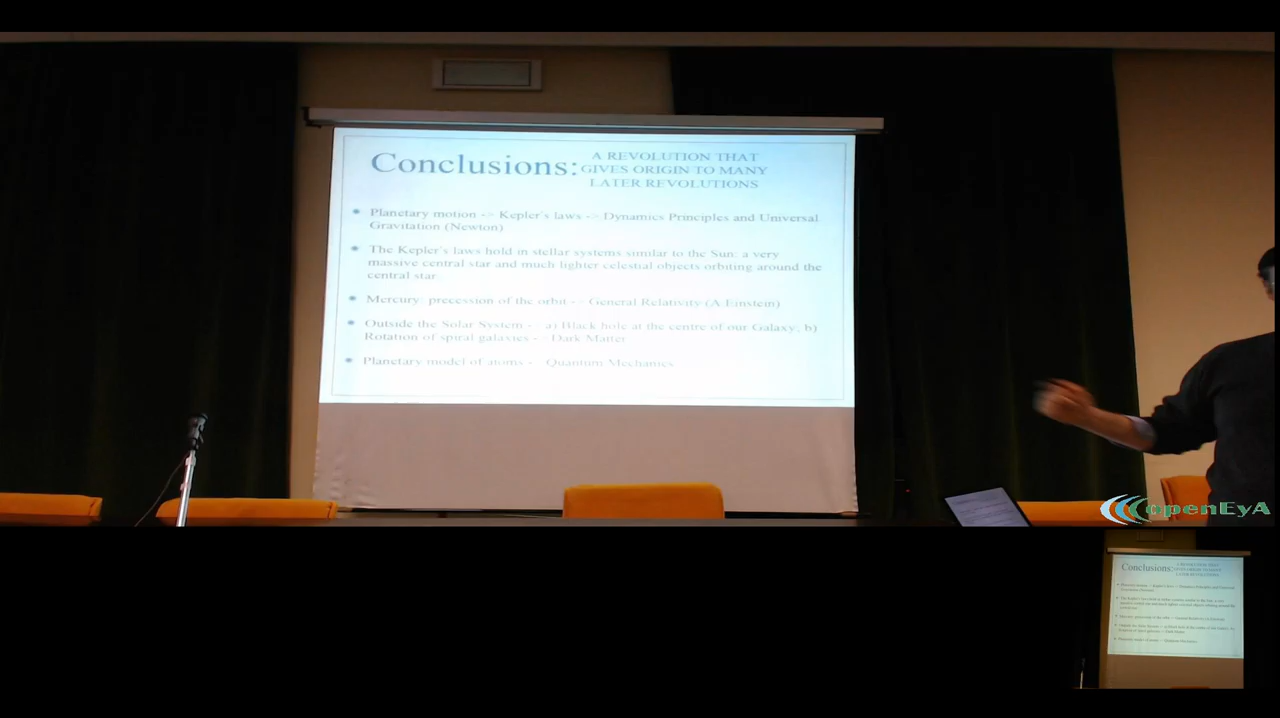 Conclusions:
A REVOLUTION THAT
GIVES ORIGIN TO MANY
LATER REVOLUTIONS
Planetary motion -> Kepler's laws -> Dynamics Principles and Universal
Gravitation (Newton)
The Kepler's laws hold in stellar systems similar to the Sun: a very
massive central star and much lighter celestial objects orbiting around the
central star
Mercury: precession of the orbit -> General Relativity (A.Einstein)
Outside the Solar System -> a) Black hole at the centre of our Galaxy; b)
Rotation of spiral galaxies -> Dark Matter
Planetary model of atoms -> Quantum Mechanics
openEyA
Conclusions: